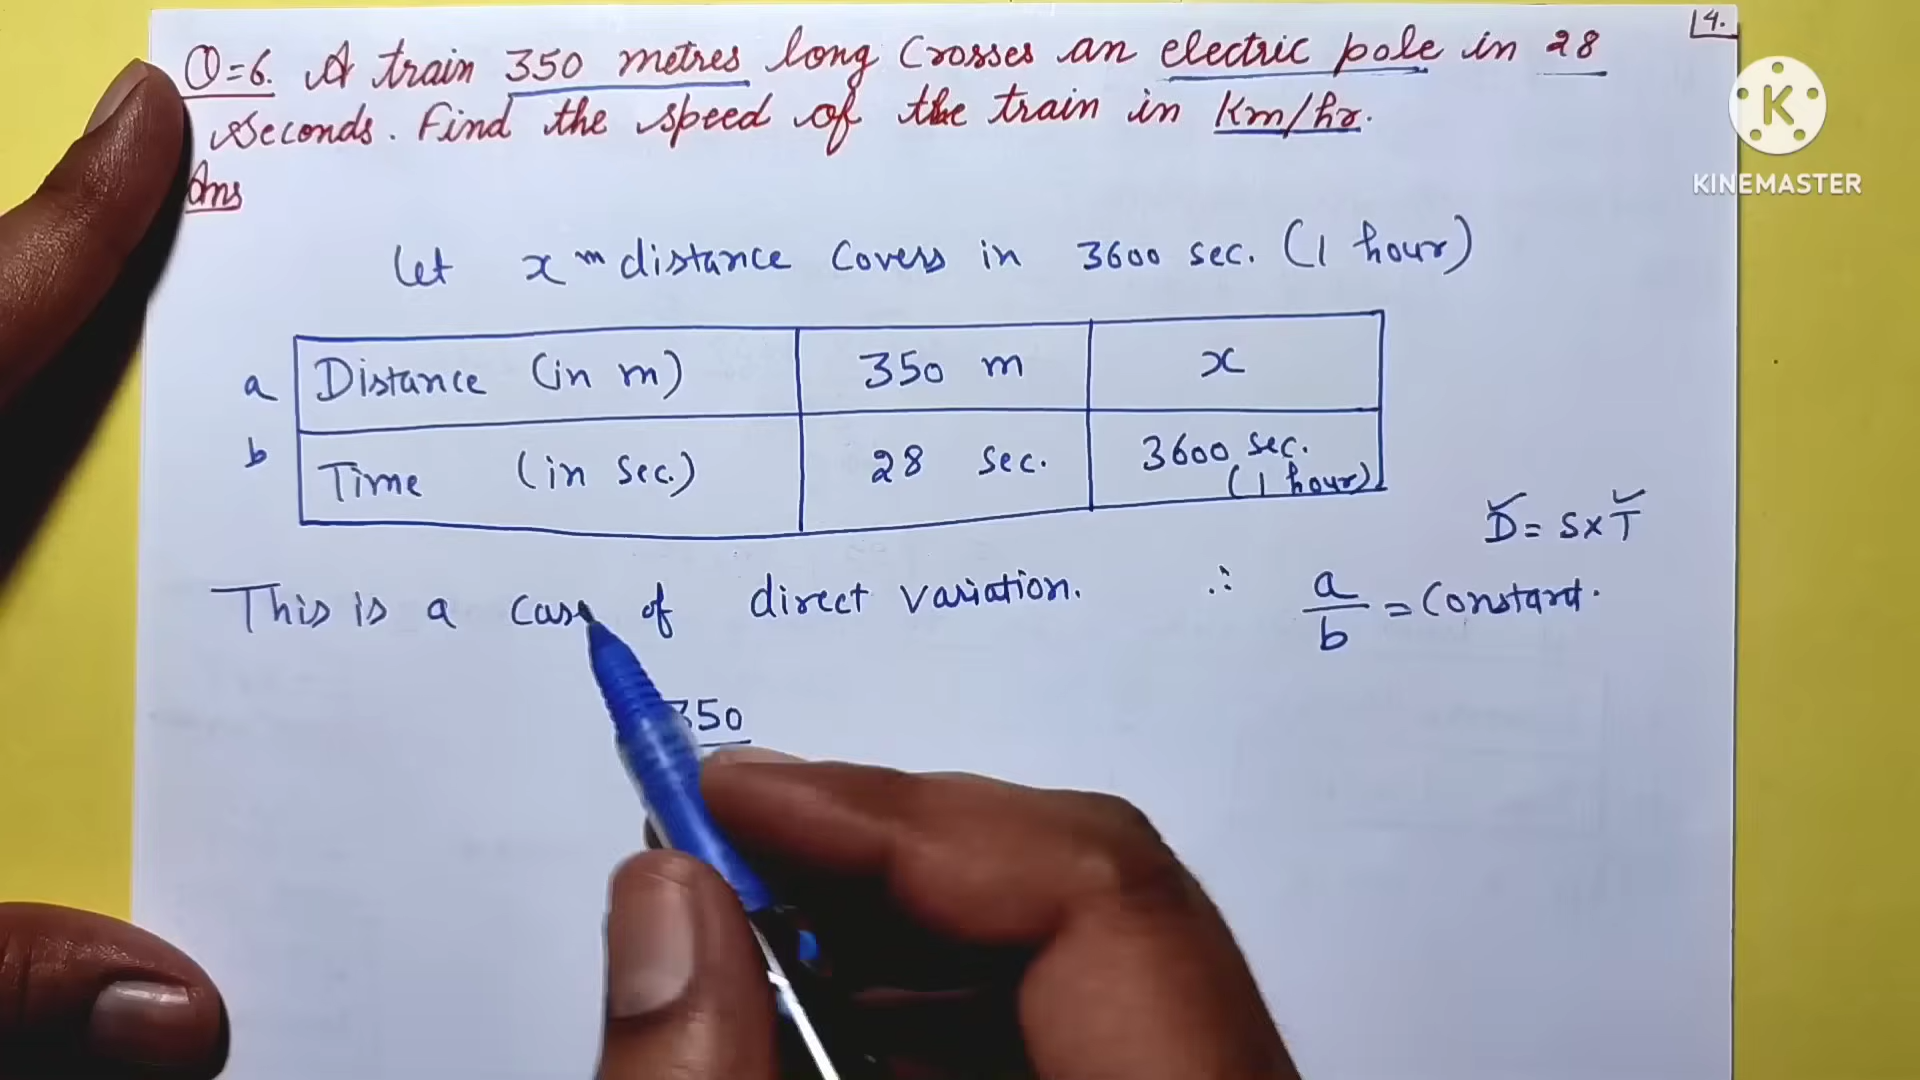 14.
Q=6. A train 350 metres long Crosses an electric pole in 28
seconds. Find the speed of the train in Km/hr.
Ans
KINEMASTER
Let x m distance Covers in 3600 sec. (1 hour)
a Distance (in m) 350 m x
b Time (in Sec.) 28 sec. 3600 sec. (1 hour)
D = S x T
This is a case of direct variation. ∴ a/b = Constant.
350